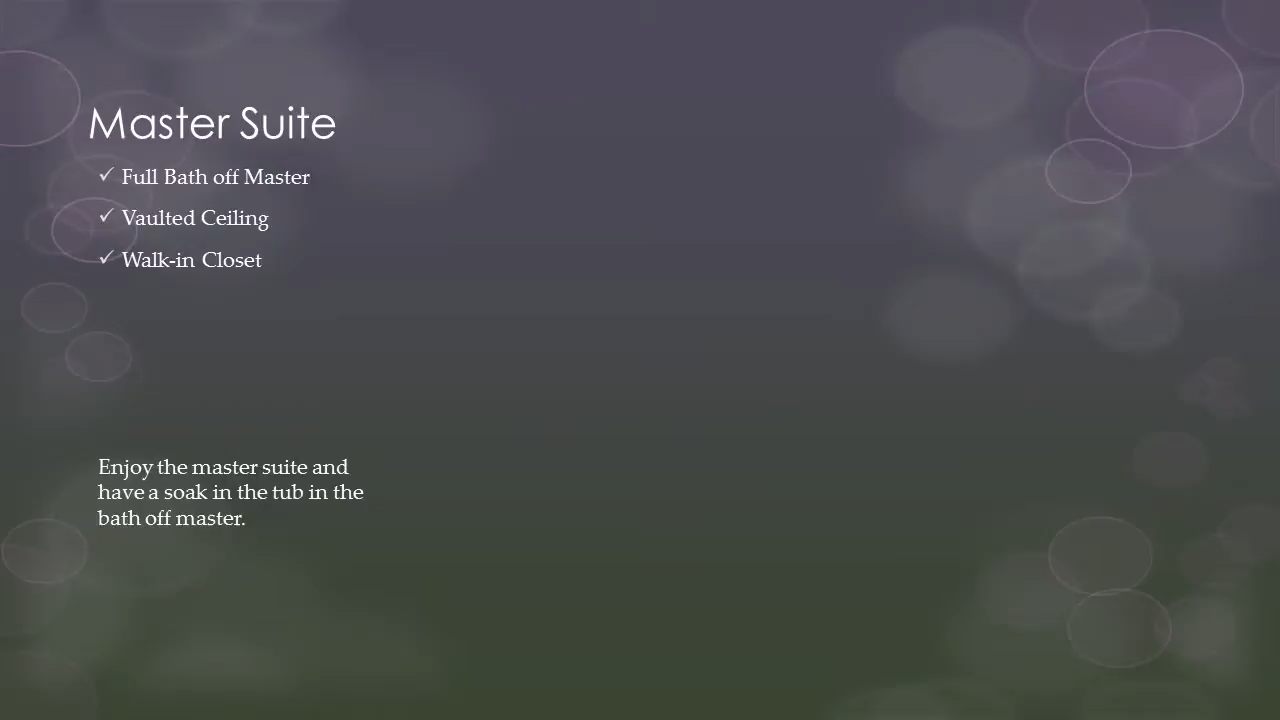 Master Suite
✓ Full Bath off Master
✓ Vaulted Ceiling
✓ Walk-in Closet
Enjoy the master suite and
have a soak in the tub in the
bath off master.